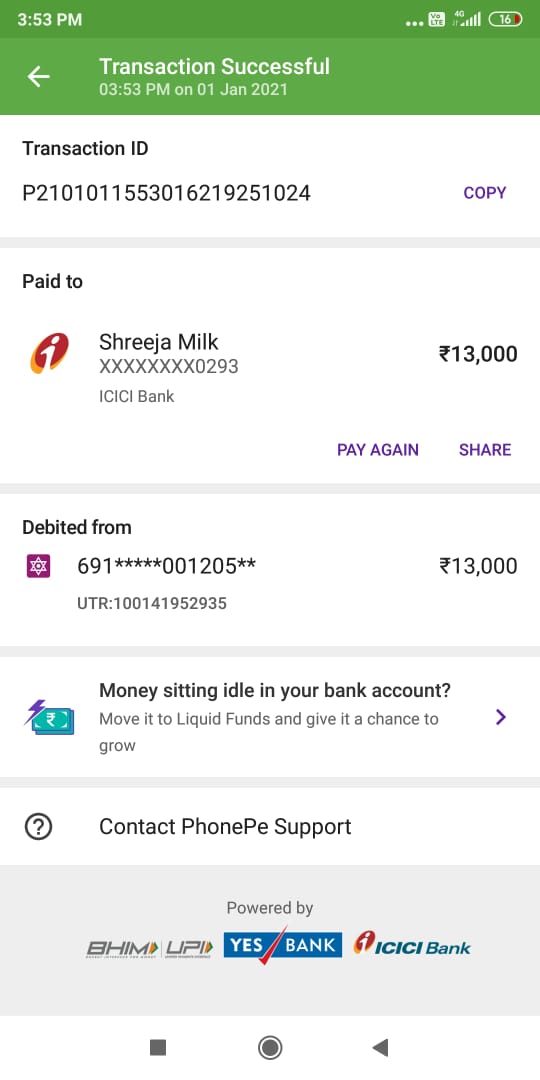 3:53 PM
Vo LTE 4G 16
Transaction Successful
03:53 PM on 01 Jan 2021
Transaction ID
P2101011553016219251024 COPY
Paid to
Shreeja Milk ₹13,000
XXXXXXXX0293
ICICI Bank
PAY AGAIN SHARE
Debited from
691*****001205** ₹13,000
UTR:100141952935
Money sitting idle in your bank account?
Move it to Liquid Funds and give it a chance to
grow
Contact PhonePe Support
Powered by
BHIM UPI YES BANK ICICI Bank